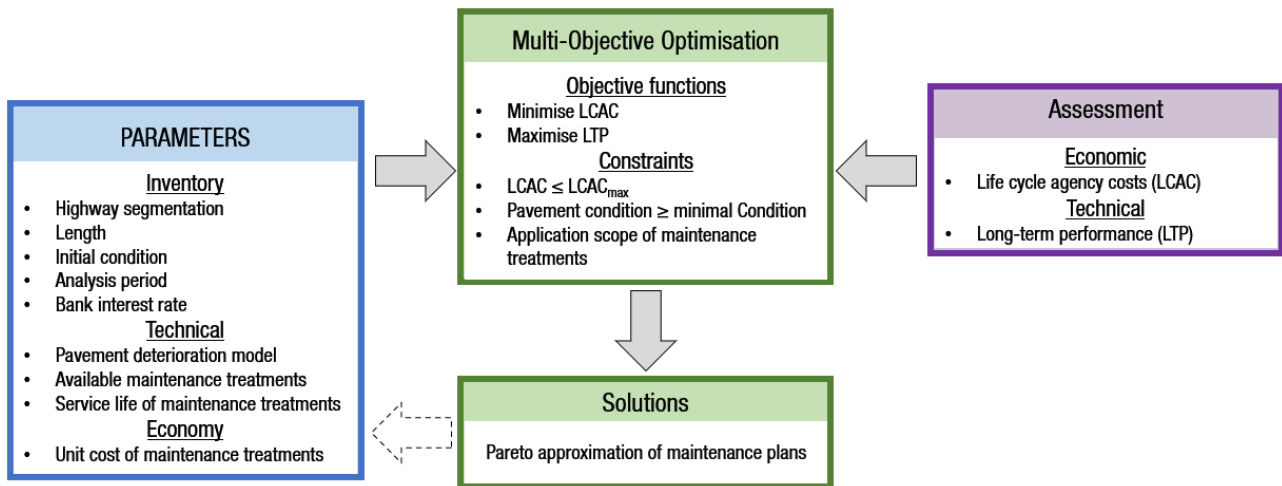 PARAMETERS
Inventory
• Highway segmentation
• Length
• Initial condition
• Analysis period
• Bank interest rate
Technical
• Pavement deterioration model
• Available maintenance treatments
• Service life of maintenance treatments
Economy
• Unit cost of maintenance treatments
Multi-Objective Optimisation
Objective functions
• Minimise LCAC
• Maximise LTP
Constraints
• LCAC ≤ LCACmax
• Pavement condition ≥ minimal Condition
• Application scope of maintenance
treatments
Assessment
Economic
• Life cycle agency costs (LCAC)
Technical
• Long-term performance (LTP)
Solutions
Pareto approximation of maintenance plans